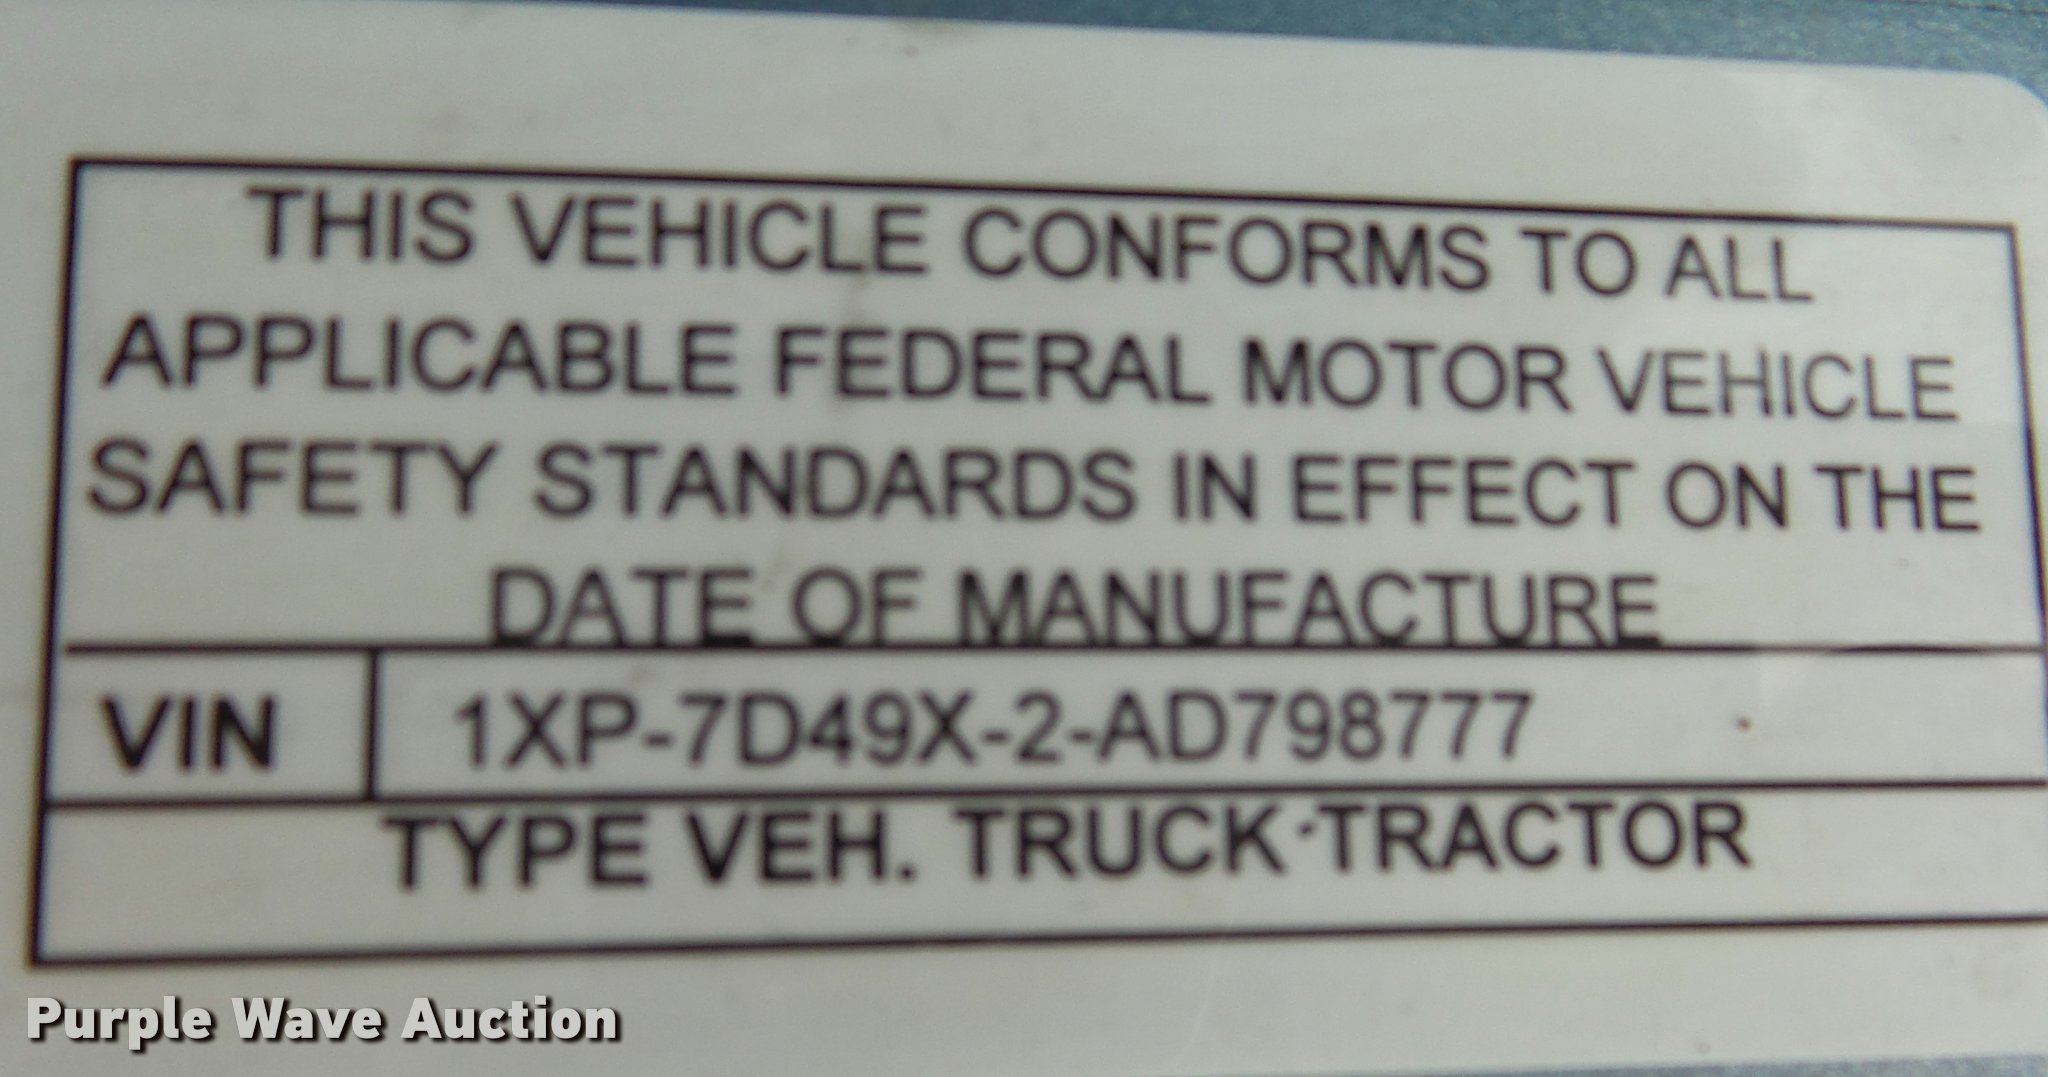 THIS VEHICLE CONFORMS TO ALL
APPLICABLE FEDERAL MOTOR VEHICLE
SAFETY STANDARDS IN EFFECT ON THE
DATE OF MANUFACTURE
VIN 1XP-7D49X-2-AD798777
TYPE VEH. TRUCK-TRACTOR
Purple Wave Auction